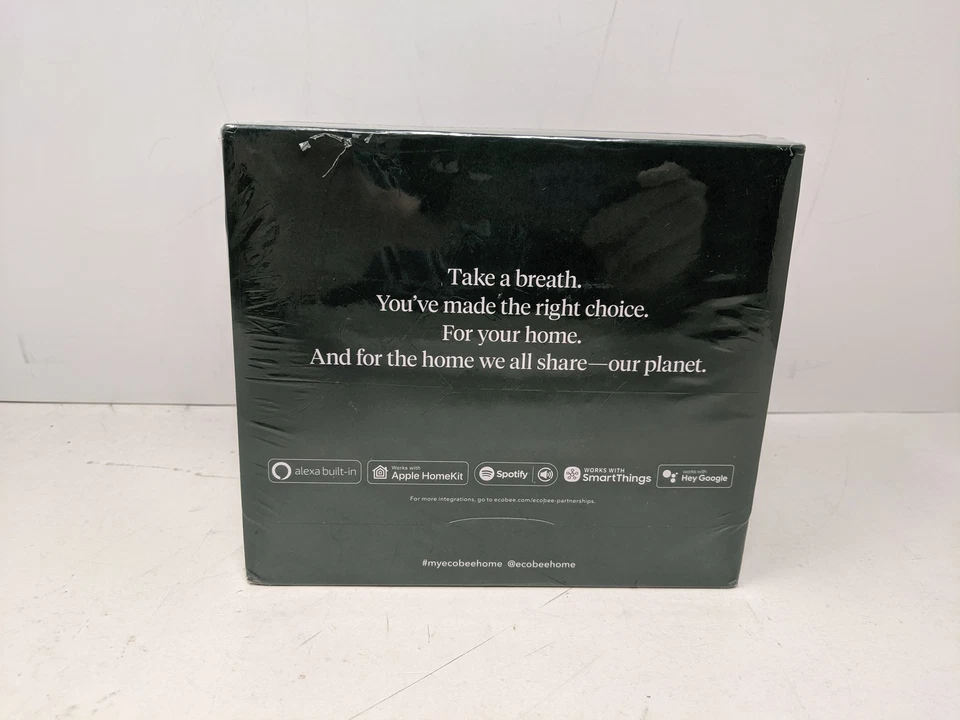 Take a breath.
You've made the right choice.
For your home.
And for the home we all share—our planet.
alexa built-in
Works with
Apple HomeKit
Spotify
WORKS WITH
SmartThings
works with
Hey Google
For more integrations, go to ecobee.com/ecobee-partnerships.
#myecobeehome @ecobeehome